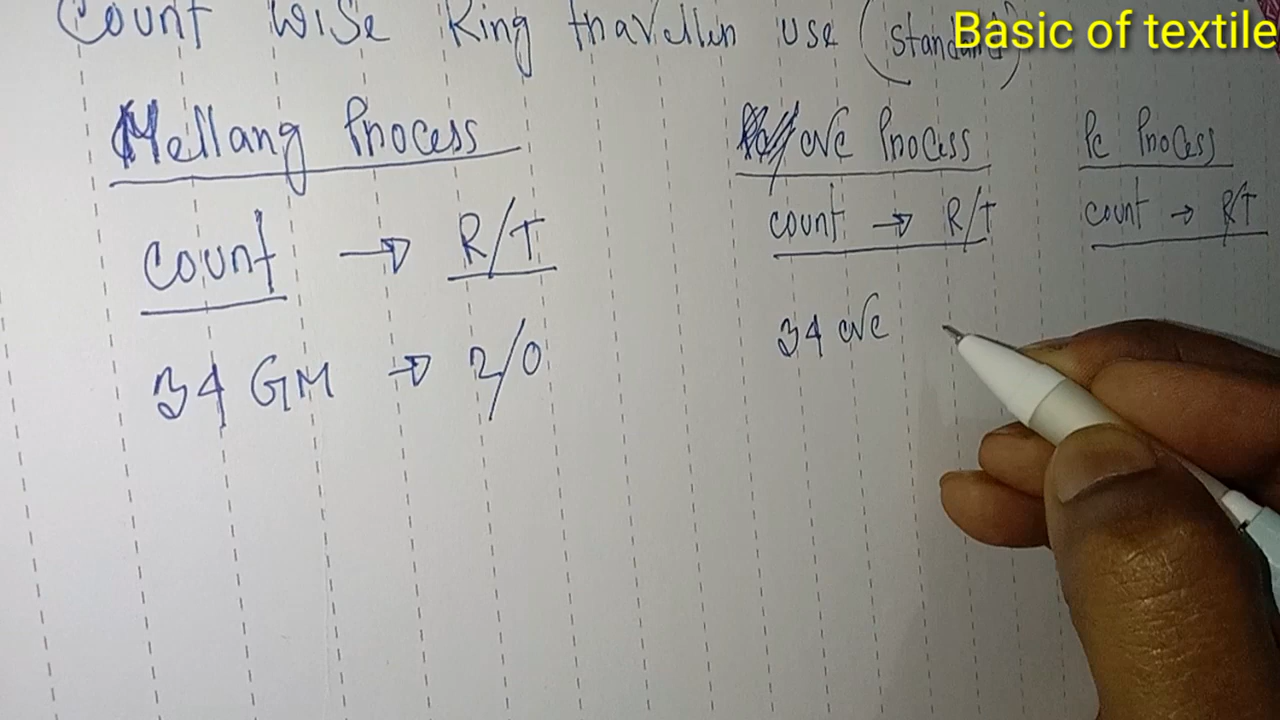 Count wise Ring traveller use (standard)
Basic of textile
Mellang Process
CVC Process
Pc Process
Count → R/T
count → R/T
count → R/T
34 GM → 2/0
34 CVC